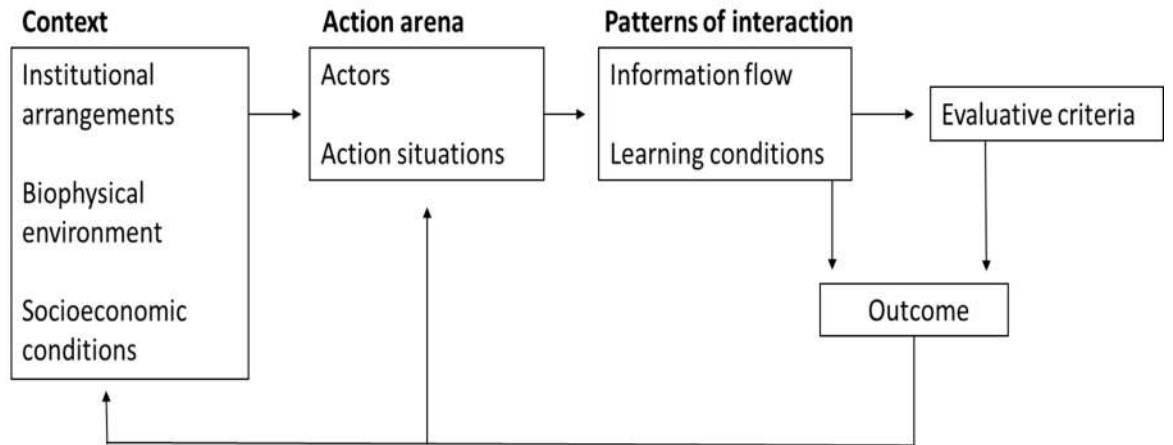 Context
Institutional
arrangements
Biophysical
environment
Socioeconomic
conditions
Action arena
Actors
Action situations
Patterns of interaction
Information flow
Learning conditions
Evaluative criteria
Outcome